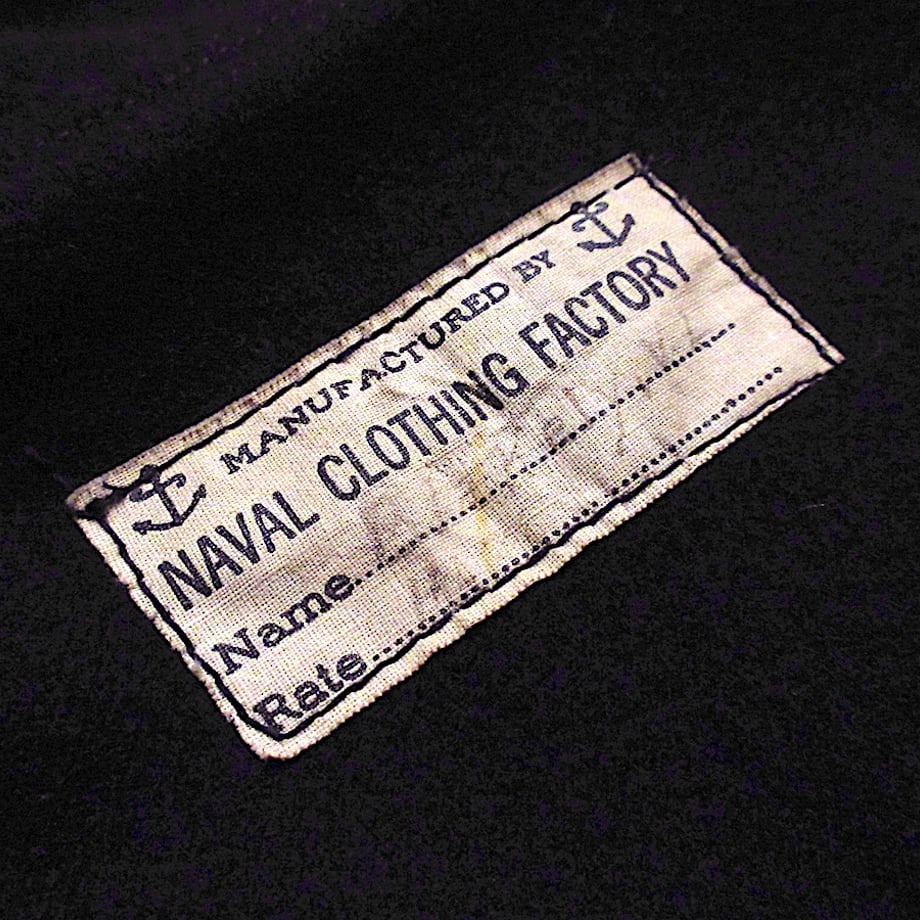 MANUFACTURED BY
NAVAL CLOTHING FACTORY
Name
Rate